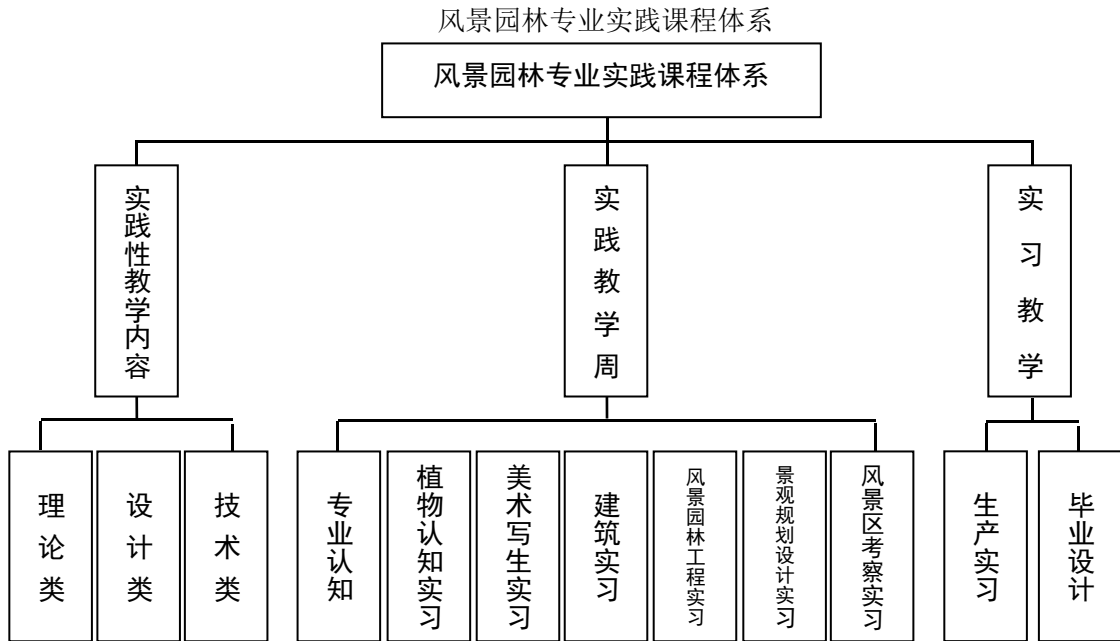 风景园林专业实践课程体系
风景园林专业实践课程体系
实践性教学内容
实践教学周
实习教学
理论类
设计类
技术类
专业认知
植物认知实习
美术写生实习
建筑实习
风景园林工程实习
景观规划设计实习
风景区考察实习
生产实习
毕业设计